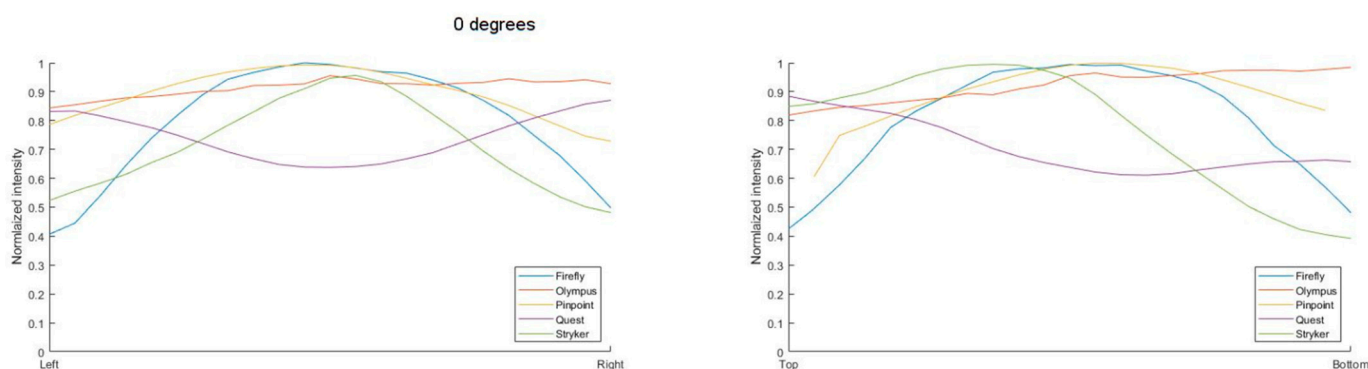 0 degrees
1
0.9
0.8
0.7
0.6
0.5
0.4
0.3
0.2
0.1
0
Normlaized intensity
Left
Right
Firefly
Olympus
Pinpoint
Quest
Stryker
1
0.9
0.8
0.7
0.6
0.5
0.4
0.3
0.2
0.1
0
Normlaized intensity
Top
Bottom
Firefly
Olympus
Pinpoint
Quest
Stryker